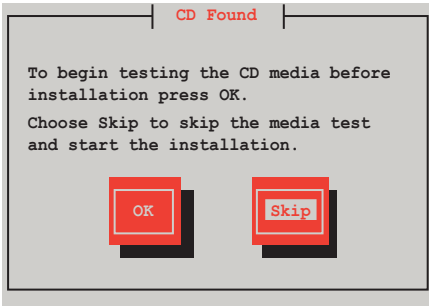 CD Found
To begin testing the CD media before
installation press OK.
Choose Skip to skip the media test
and start the installation.
OK
Skip